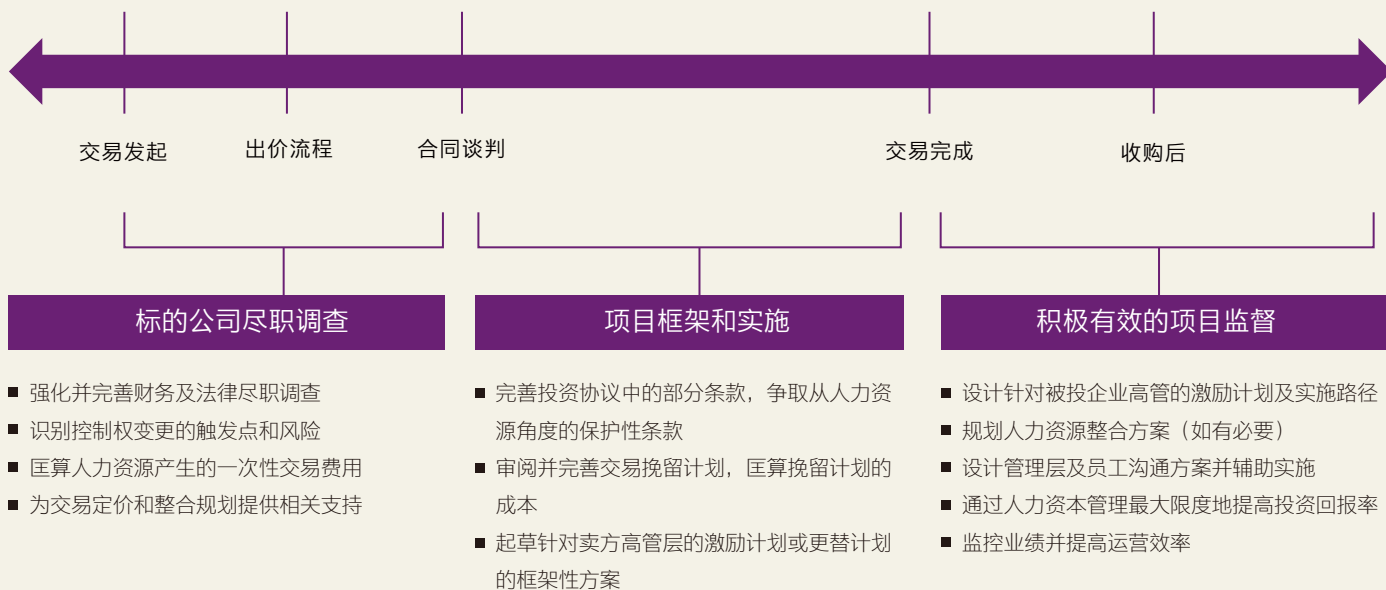 交易发起
出价流程
合同谈判
交易完成
收购后
标的公司尽职调查
■ 强化并完善财务及法律尽职调查
■ 识别控制权变更的触发点和风险
■ 匡算人力资源产生的一次性交易费用
■ 为交易定价和整合规划提供相关支持
项目框架和实施
■ 完善投资协议中的部分条款，争取从人力资
源角度的保护性条款
■ 审阅并完善交易挽留计划，匡算挽留计划的
成本
■ 起草针对卖方高管层的激励计划或更替计划
的框架性方案
积极有效的项目监督
■ 设计针对被投企业高管的激励计划及实施路径
■ 规划人力资源整合方案（如有必要）
■ 设计管理层及员工沟通方案并辅助实施
■ 通过人力资本管理最大限度地提高投资回报率
■ 监控业绩并提高运营效率